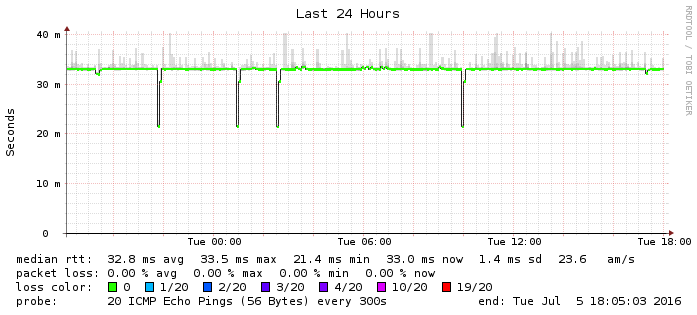 Last 24 Hours
RRDTOOL / TOBI OETIKER
Seconds
40 m
30 m
20 m
10 m
0
Tue 00:00 Tue 06:00 Tue 12:00 Tue 18:00
median rtt: 32.8 ms avg 33.5 ms max 21.4 ms min 33.0 ms now 1.4 ms sd 23.6 am/s
packet loss: 0.00 % avg 0.00 % max 0.00 % min 0.00 % now
loss color: 0 1/20 2/20 3/20 4/20 10/20 19/20
probe: 20 ICMP Echo Pings (56 Bytes) every 300s end: Tue Jul 5 18:05:03 2016